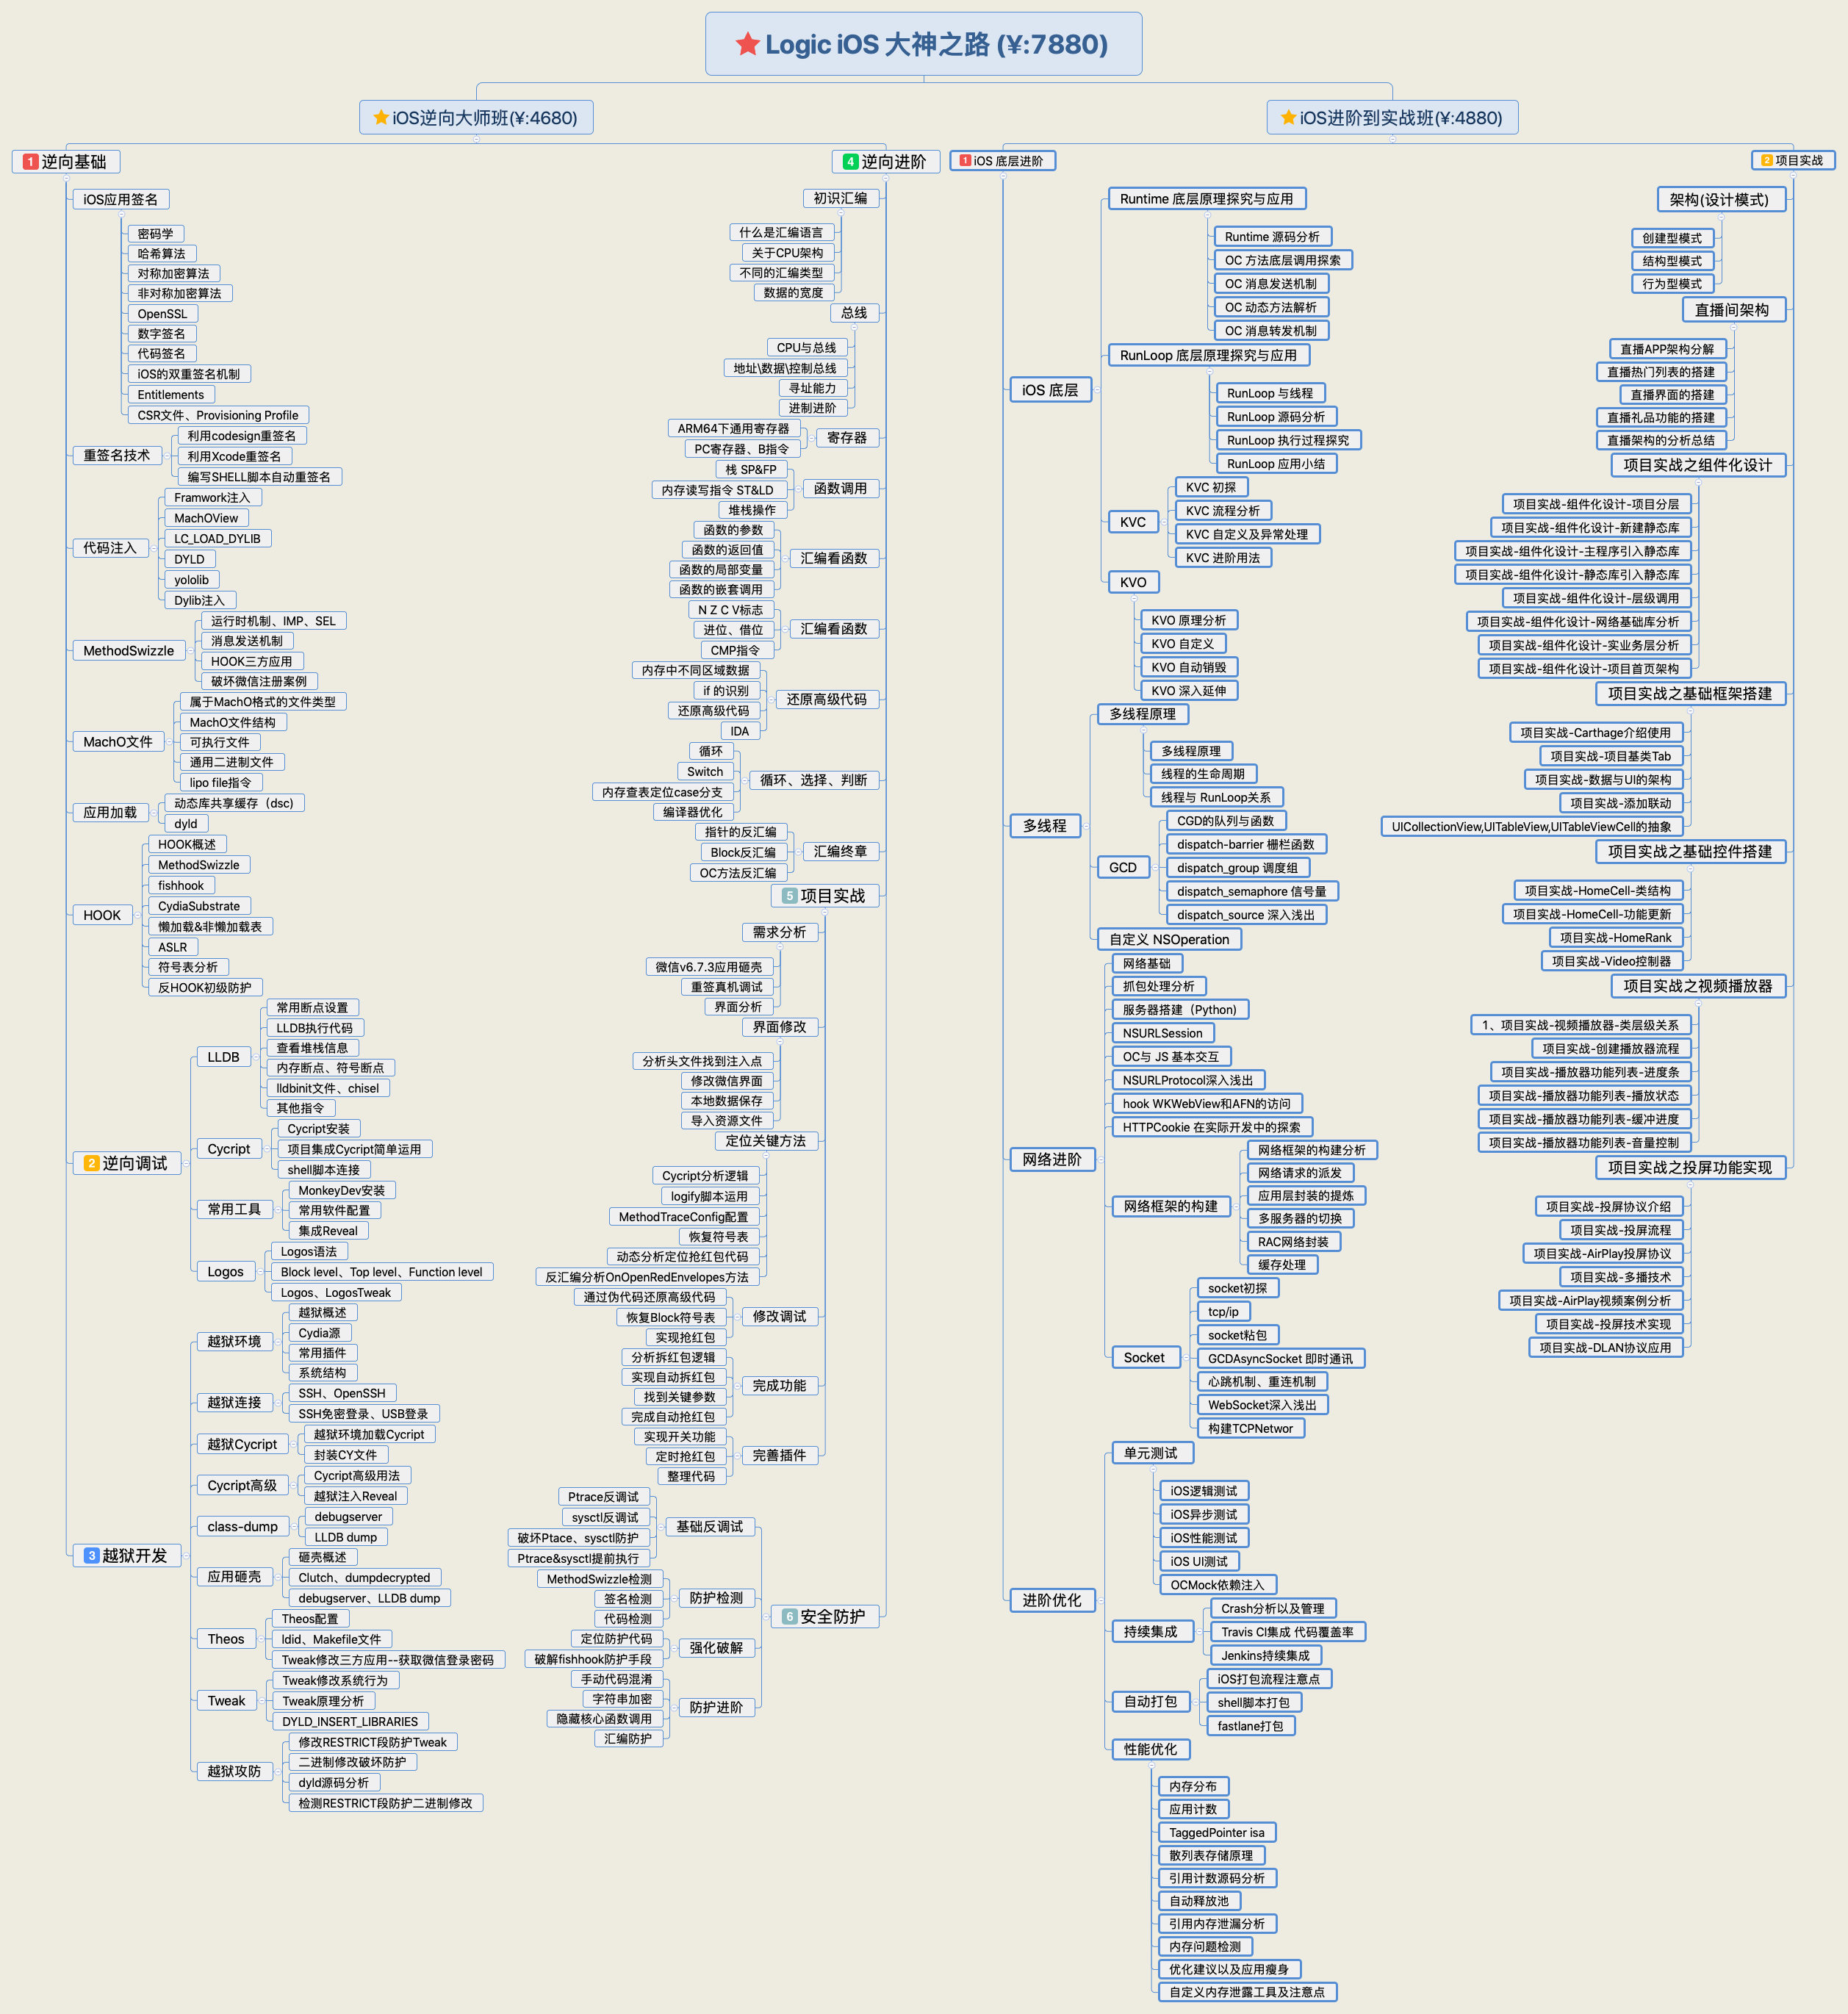 Logic iOS 大神之路 (¥:7880)
iOS逆向大师班(¥:4680)
1 逆向基础
iOS应用签名
密码学
哈希算法
对称加密算法
非对称加密算法
OpenSSL
数字签名
代码签名
iOS的双重签名机制
Entitlements
CSR文件、Provisioning Profile
重签名技术
利用codesign重签名
利用Xcode重签名
编写SHELL脚本自动重签名
代码注入
Framwork注入
MachOView
LC_LOAD_DYLIB
DYLD
yololib
Dylib注入
MethodSwizzle
运行时机制、IMP、SEL
消息发送机制
HOOK三方应用
破坏微信注册案例
MachO文件
属于MachO格式的文件类型
MachO文件结构
可执行文件
通用二进制文件
lipo file指令
应用加载
动态库共享缓存（dsc)
dyld
HOOK
HOOK概述
MethodSwizzle
fishhook
CydiaSubstrate
懒加载&非懒加载表
ASLR
符号表分析
反HOOK初级防护
2 逆向调试
LLDB
常用断点设置
LLDB执行代码
查看堆栈信息
内存断点、符号断点
lldbinit文件、chisel
其他指令
Cycript
Cycript安装
项目集成Cycript简单运用
shell脚本连接
常用工具
MonkeyDev安装
常用软件配置
集成Reveal
Logos
Logos语法
Block level、Top level、Function level
Logos、LogosTweak
3 越狱开发
越狱环境
越狱概述
Cydia源
常用插件
系统结构
越狱连接
SSH、OpenSSH
SSH免密登录、USB登录
越狱Cycript
越狱环境加载Cycript
封装CY文件
Cycript高级
Cycript高级用法
越狱注入Reveal
class-dump
debugserver
LLDB dump
应用砸壳
砸壳概述
Clutch、dumpdecrypted
debugserver、LLDB dump
Theos
Theos配置
ldid、Makefile文件
Tweak修改三方应用--获取微信登录密码
Tweak
Tweak修改系统行为
Tweak原理分析
DYLD_INSERT_LIBRARIES
越狱攻防
修改RESTRICT段防护Tweak
二进制修改破坏防护
dyld源码分析
检测RESTRICT段防护二进制修改
4 逆向进阶
初识汇编
什么是汇编语言
关于CPU架构
不同的汇编类型
数据的宽度
总线
CPU与总线
地址\数据\控制总线
寻址能力
进制进阶
寄存器
ARM64下通用寄存器
PC寄存器、B指令
函数调用
栈 SP&FP
内存读写指令 ST&LD
堆栈操作
汇编看函数
函数的参数
函数的返回值
函数的局部变量
函数的嵌套调用
汇编看函数
N Z C V标志
进位、借位
CMP指令
还原高级代码
内存中不同区域数据
if 的识别
还原高级代码
IDA
循环、选择、判断
循环
Switch
内存查表定位case分支
编译器优化
汇编终章
指针的反汇编
Block反汇编
OC方法反汇编
5 项目实战
需求分析
微信v6.7.3应用砸壳
重签真机调试
界面分析
界面修改
分析头文件找到注入点
修改微信界面
本地数据保存
导入资源文件
定位关键方法
Cycript分析逻辑
logify脚本运用
MethodTraceConfig配置
恢复符号表
动态分析定位抢红包代码
反汇编分析OnOpenRedEnvelopes方法
修改调试
通过伪代码还原高级代码
恢复Block符号表
实现抢红包
完成功能
分析拆红包逻辑
实现自动拆红包
找到关键参数
完成自动抢红包
完善插件
实现开关功能
定时抢红包
整理代码
6 安全防护
基础反调试
Ptrace反调试
sysctl反调试
破坏Ptace、sysctl防护
Ptrace&sysctl提前执行
防护检测
MethodSwizzle检测
签名检测
代码检测
强化破解
定位防护代码
破解fishhook防护手段
防护进阶
手动代码混淆
字符串加密
隐藏核心函数调用
汇编防护
iOS进阶到实战班(¥:4880)
1 iOS 底层进阶
iOS 底层
Runtime 底层原理探究与应用
Runtime 源码分析
OC 方法底层调用探索
OC 消息发送机制
OC 动态方法解析
OC 消息转发机制
RunLoop 底层原理探究与应用
RunLoop 与线程
RunLoop 源码分析
RunLoop 执行过程探究
RunLoop 应用小结
KVC
KVC 初探
KVC 流程分析
KVC 自定义及异常处理
KVC 进阶用法
KVO
KVO 原理分析
KVO 自定义
KVO 自动销毁
KVO 深入延伸
多线程
多线程原理
多线程原理
线程的生命周期
线程与 RunLoop关系
GCD
CGD的队列与函数
dispatch-barrier 栅栏函数
dispatch_group 调度组
dispatch_semaphore 信号量
dispatch_source 深入浅出
自定义 NSOperation
网络进阶
网络基础
抓包处理分析
服务器搭建（Python)
NSURLSession
OC与 JS 基本交互
NSURLProtocol深入浅出
hook WKWebView和AFN的访问
HTTPCookie 在实际开发中的探索
网络框架的构建
网络框架的构建分析
网络请求的派发
应用层封装的提炼
多服务器的切换
RAC网络封装
缓存处理
Socket
socket初探
tcp/ip
socket粘包
GCDAsyncSocket 即时通讯
心跳机制、重连机制
WebSocket深入浅出
构建TCPNetwor
进阶优化
单元测试
iOS逻辑测试
iOS异步测试
iOS性能测试
iOS UI测试
OCMock依赖注入
持续集成
Crash分析以及管理
Travis CI集成 代码覆盖率
Jenkins持续集成
自动打包
iOS打包流程注意点
shell脚本打包
fastlane打包
性能优化
内存分布
应用计数
TaggedPointer isa
散列表存储原理
引用计数源码分析
自动释放池
引用内存泄漏分析
内存问题检测
优化建议以及应用瘦身
自定义内存泄露工具及注意点
2 项目实战
架构(设计模式)
创建型模式
结构型模式
行为型模式
直播间架构
直播APP架构分解
直播热门列表的搭建
直播界面的搭建
直播礼品功能的搭建
直播架构的分析总结
项目实战之组件化设计
项目实战-组件化设计-项目分层
项目实战-组件化设计-新建静态库
项目实战-组件化设计-主程序引入静态库
项目实战-组件化设计-静态库引入静态库
项目实战-组件化设计-层级调用
项目实战-组件化设计-网络基础库分析
项目实战-组件化设计-实业务层分析
项目实战-组件化设计-项目首页架构
项目实战之基础框架搭建
项目实战-Carthage介绍使用
项目实战-项目基类Tab
项目实战-数据与UI的架构
项目实战-添加联动
UICollectionView,UITableView,UITableViewCell的抽象
项目实战之基础控件搭建
项目实战-HomeCell-类结构
项目实战-HomeCell-功能更新
项目实战-HomeRank
项目实战-Video控制器
项目实战之视频播放器
1、项目实战-视频播放器-类层级关系
项目实战-创建播放器流程
项目实战-播放器功能列表-进度条
项目实战-播放器功能列表-播放状态
项目实战-播放器功能列表-缓冲进度
项目实战-播放器功能列表-音量控制
项目实战之投屏功能实现
项目实战-投屏协议介绍
项目实战-投屏流程
项目实战-AirPlay投屏协议
项目实战-多播技术
项目实战-AirPlay视频案例分析
项目实战-投屏技术实现
项目实战-DLAN协议应用